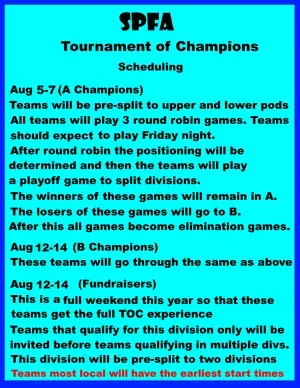 SPFA
Tournament of Champions
Scheduling
Aug 5-7 (A Champions)
Teams will be pre-split to upper and lower pods
All teams will play 3 round robin games. Teams
should expect to play Friday night.
After round robin the positioning will be
determined and then the teams will play
a playoff game to split divisions.
The winners of these games will remain in A.
The losers of these games will go to B.
After this all games become elimination games.
Aug 12-14 (B Champions)
These teams will go through the same as above
Aug 12-14 (Fundraisers)
This is a full weekend this year so that these
teams get the full TOC experience
Teams that qualify for this division only will be
invited before teams qualifying in multiple divs.
This division will be pre-split to two divisions
Teams most local will have the earliest start times